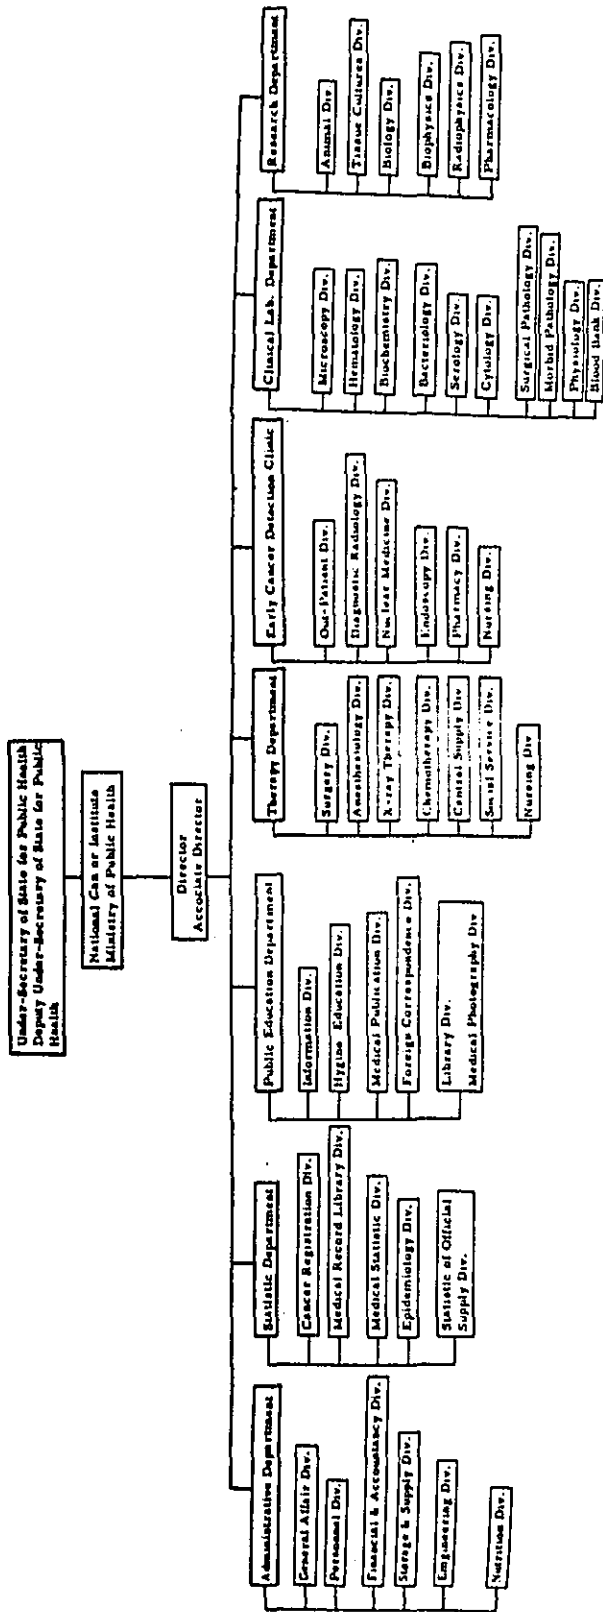 Under-Secretary of State for Public Health
Deputy Under-Secretary of State for Public
Health
National Can er Institute
Ministry of Public Health
Director
Accociate Director
Administrative Department
General Affair Div.
Personnel Div.
Financial & Accountancy Div.
Storage & Supply Div.
Emgineering Div.
Nutrition Div.
Statistic Department
Cancer Registration Div.
Medical Record Library Div.
Medical Statistic Div.
Epidemiology Div.
Statistic of Official
Supply Div.
Public Education Department
Information Div.
Hygine Education Div.
Medical Publication Div.
Foreign Correspondence Div.
Library Div.
Medical Photography Div
Therapy Department
Surgery Div.
Anesthesiology Div.
X-ray Therapy Div.
Chemotherapy Div.
Central Supply Div
Social Service Div.
Nursing Div
Early Cancer Detection Clinic
Out-Patient Div.
Diagnostic Radiology Div.
Nuclear Medicine Div.
Endoscopy Div.
Pharmacy Div.
Nursing Div.
Clinical Lab. Department
Microscopy Div.
Hematology Div.
Biochemistry Div.
Bacteriology Div.
Serology Div.
Cytology Div.
Surgical Pathology Div.
Morbid Pathology Div.
Physiology Div.
Blood Bank Div.
Research Department
Animal Div.
Tissue Cultures Div.
Biology Div.
Biophysics Div.
Radiophysics Div.
Pharmacology Div.